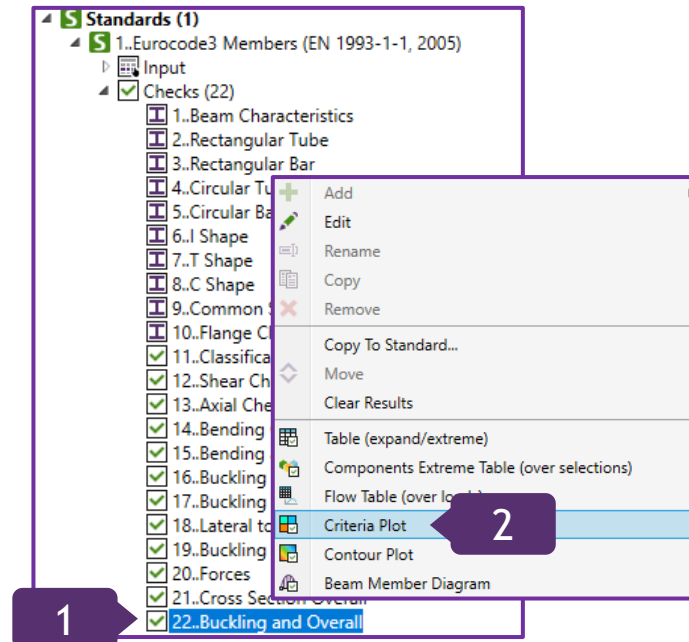 Standards (1)
1..Eurocode3 Members (EN 1993-1-1, 2005)
Input
Checks (22)
1..Beam Characteristics
2..Rectangular Tube
3..Rectangular Bar
4..Circular Tu
5..Circular Ba
6..I Shape
7..T Shape
8..C Shape
9..Common
10..Flange Cl
11..Classifica
12..Shear Ch
13..Axial Che
14..Bending
15..Bending
16..Buckling
17..Buckling
18..Lateral to
19..Buckling
20..Forces
21..Cross Section Overall
22..Buckling and Overall
1
Add
Edit
Rename
Copy
Remove
Copy To Standard...
Move
Clear Results
Table (expand/extreme)
Components Extreme Table (over selections)
Flow Table (over
Criteria Plot
2
Contour Plot
Beam Member Diagram